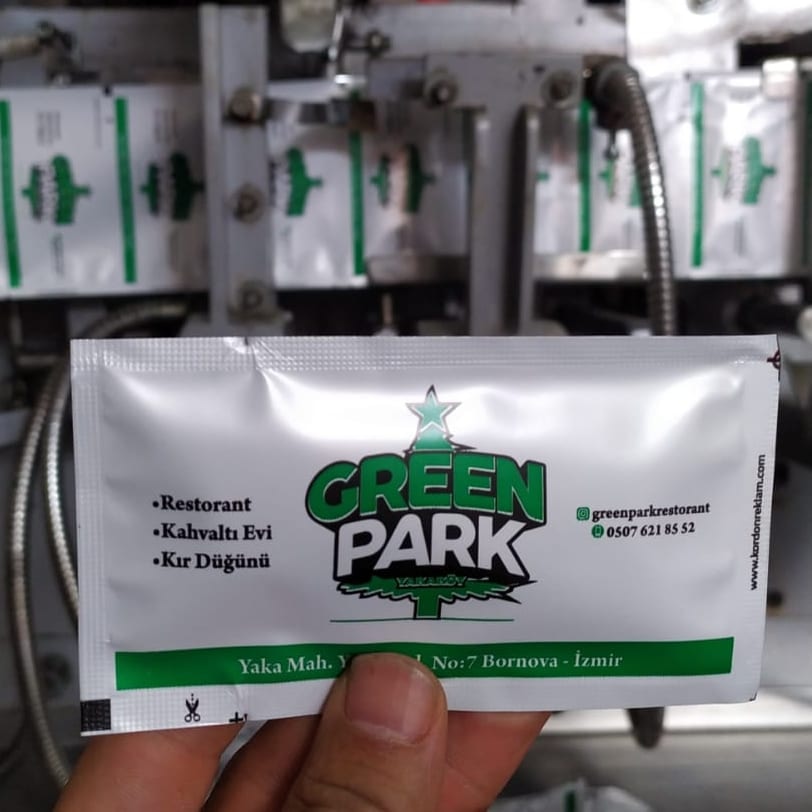 •Restorant
•Kahvaltı Evi
•Kır Düğünü
GREEN
PARK
YAKAKÖY
greenparkrestorant
0507 621 85 52
www.kordonreklam.com
Yaka Mah. No:7 Bornova - İzmir